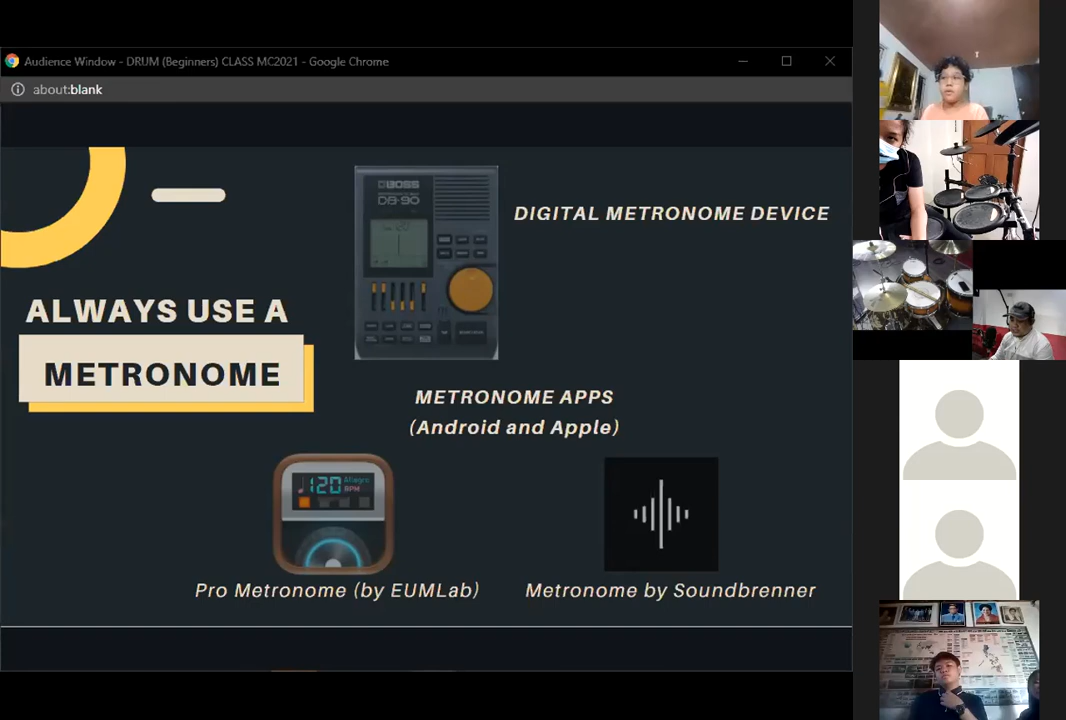 Audience Window - DRUM (Beginners) CLASS MC2021 - Google Chrome
about:blank
BOSS
DB-90
DIGITAL METRONOME DEVICE
ALWAYS USE A
METRONOME
METRONOME APPS
(Android and Apple)
120 Allegro
BPM
Pro Metronome (by EUMLab)
Metronome by Soundbrenner